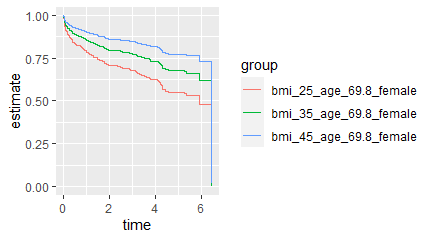 1.00
0.75
0.50
0.25
0.00
estimate
0 2 4 6
time
group
bmi_25_age_69.8_female
bmi_35_age_69.8_female
bmi_45_age_69.8_female